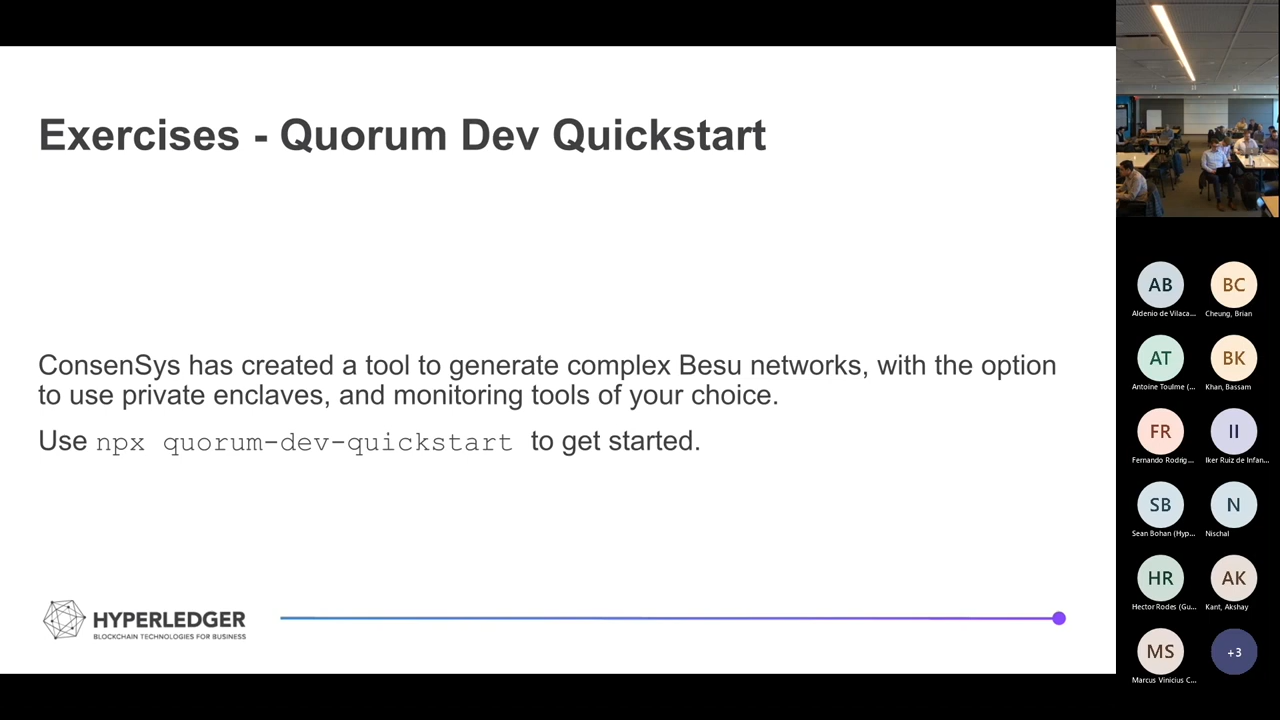 Exercises - Quorum Dev Quickstart
ConsenSys has created a tool to generate complex Besu networks, with the option
to use private enclaves, and monitoring tools of your choice.
Use npx quorum-dev-quickstart to get started.
HYPERLEDGER
BLOCKCHAIN TECHNOLOGIES FOR BUSINESS
AB
Aldenio de Vilaca...
BC
Cheung, Brian
AT
Antoine Toulme (...
BK
Khan, Bassam
FR
Fernando Rodrig...
II
Iker Ruiz de Infan...
SB
Sean Bohan (Hyp...
N
Nischal
HR
Hector Rodes (Gu...
AK
Kant, Akshay
MS
Marcus Vinicius C...
+3